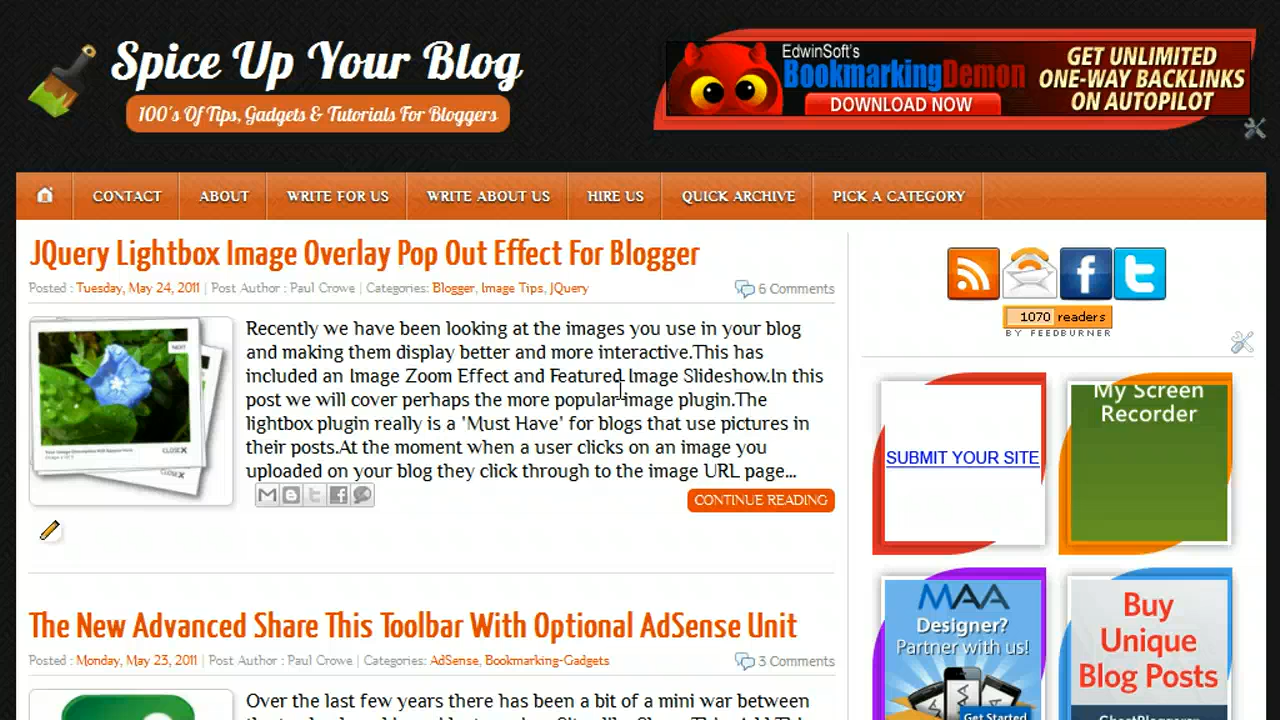 Spice Up Your Blog
100's Of Tips, Gadgets & Tutorials For Bloggers
EdwinSoft's
BookmarkingDemon
DOWNLOAD NOW
GET UNLIMITED
ONE-WAY BACKLINKS
ON AUTOPILOT
CONTACT ABOUT WRITE FOR US WRITE ABOUT US HIRE US QUICK ARCHIVE PICK A CATEGORY
JQuery Lightbox Image Overlay Pop Out Effect For Blogger
Posted : Tuesday, May 24, 2011 | Post Author : Paul Crowe | Categories: Blogger, Image Tips, JQuery
6 Comments
NEXT
CLOSE X
CLOSE X
Recently we have been looking at the images you use in your blog
and making them display better and more interactive.This has
included an Image Zoom Effect and Featured Image Slideshow.In this
post we will cover perhaps the more popular image plugin.The
lightbox plugin really is a 'Must Have' for blogs that use pictures in
their posts.At the moment when a user clicks on an image you
uploaded on your blog they click through to the image URL page...
CONTINUE READING
The New Advanced Share This Toolbar With Optional AdSense Unit
Posted : Monday, May 23, 2011 | Post Author : Paul Crowe | Categories: AdSense, Bookmarking-Gadgets
3 Comments
Over the last few years there has been a bit of a mini war between
1070 readers
BY FEEDBURNER
SUBMIT YOUR SITE
My Screen
Recorder
MAA
Designer?
Partner with us!
Get Started
Buy
Unique
Blog Posts